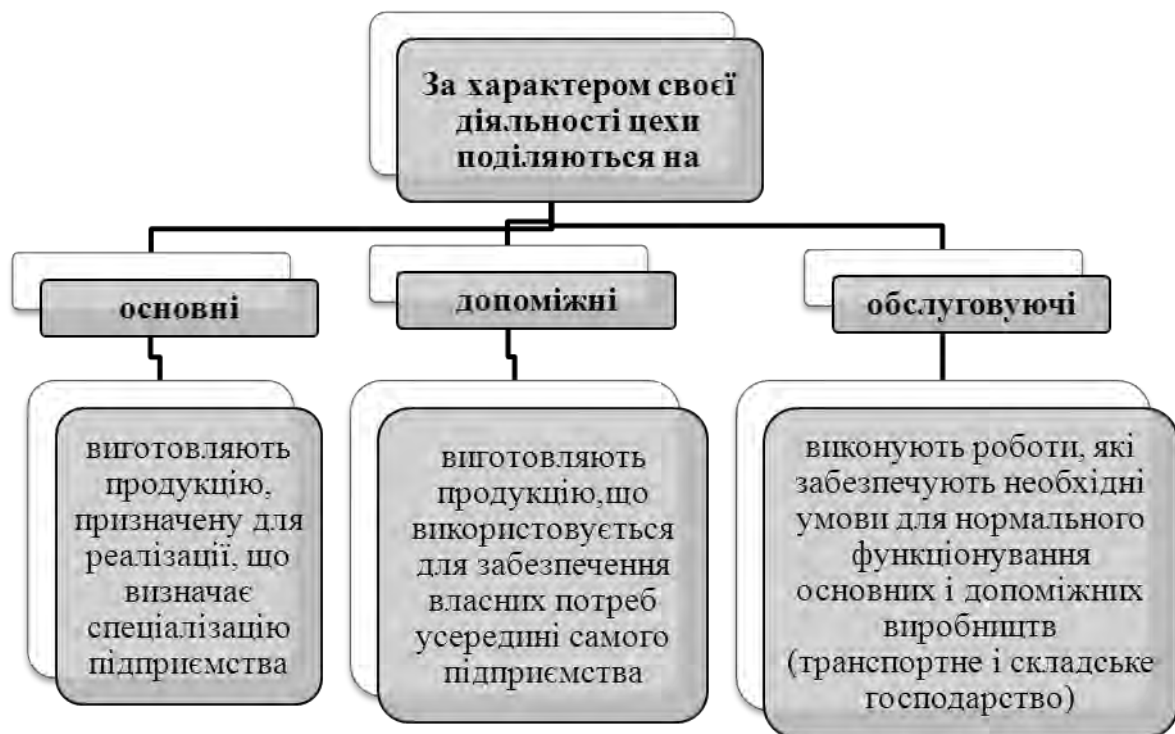 За характером своєї
діяльності цехи
поділяються на
основні
допоміжні
обслуговуючі
виготовляють
продукцію,
призначену для
реалізації, що
визначає
спеціалізацію
підприємства
виготовляють
продукцію,що
використовується
для забезпечення
власних потреб
усередині самого
підприємства
виконують роботи, які
забезпечують необхідні
умови для нормального
функціонування
основних і допоміжних
виробництв
(транспортне і складське
господарство)